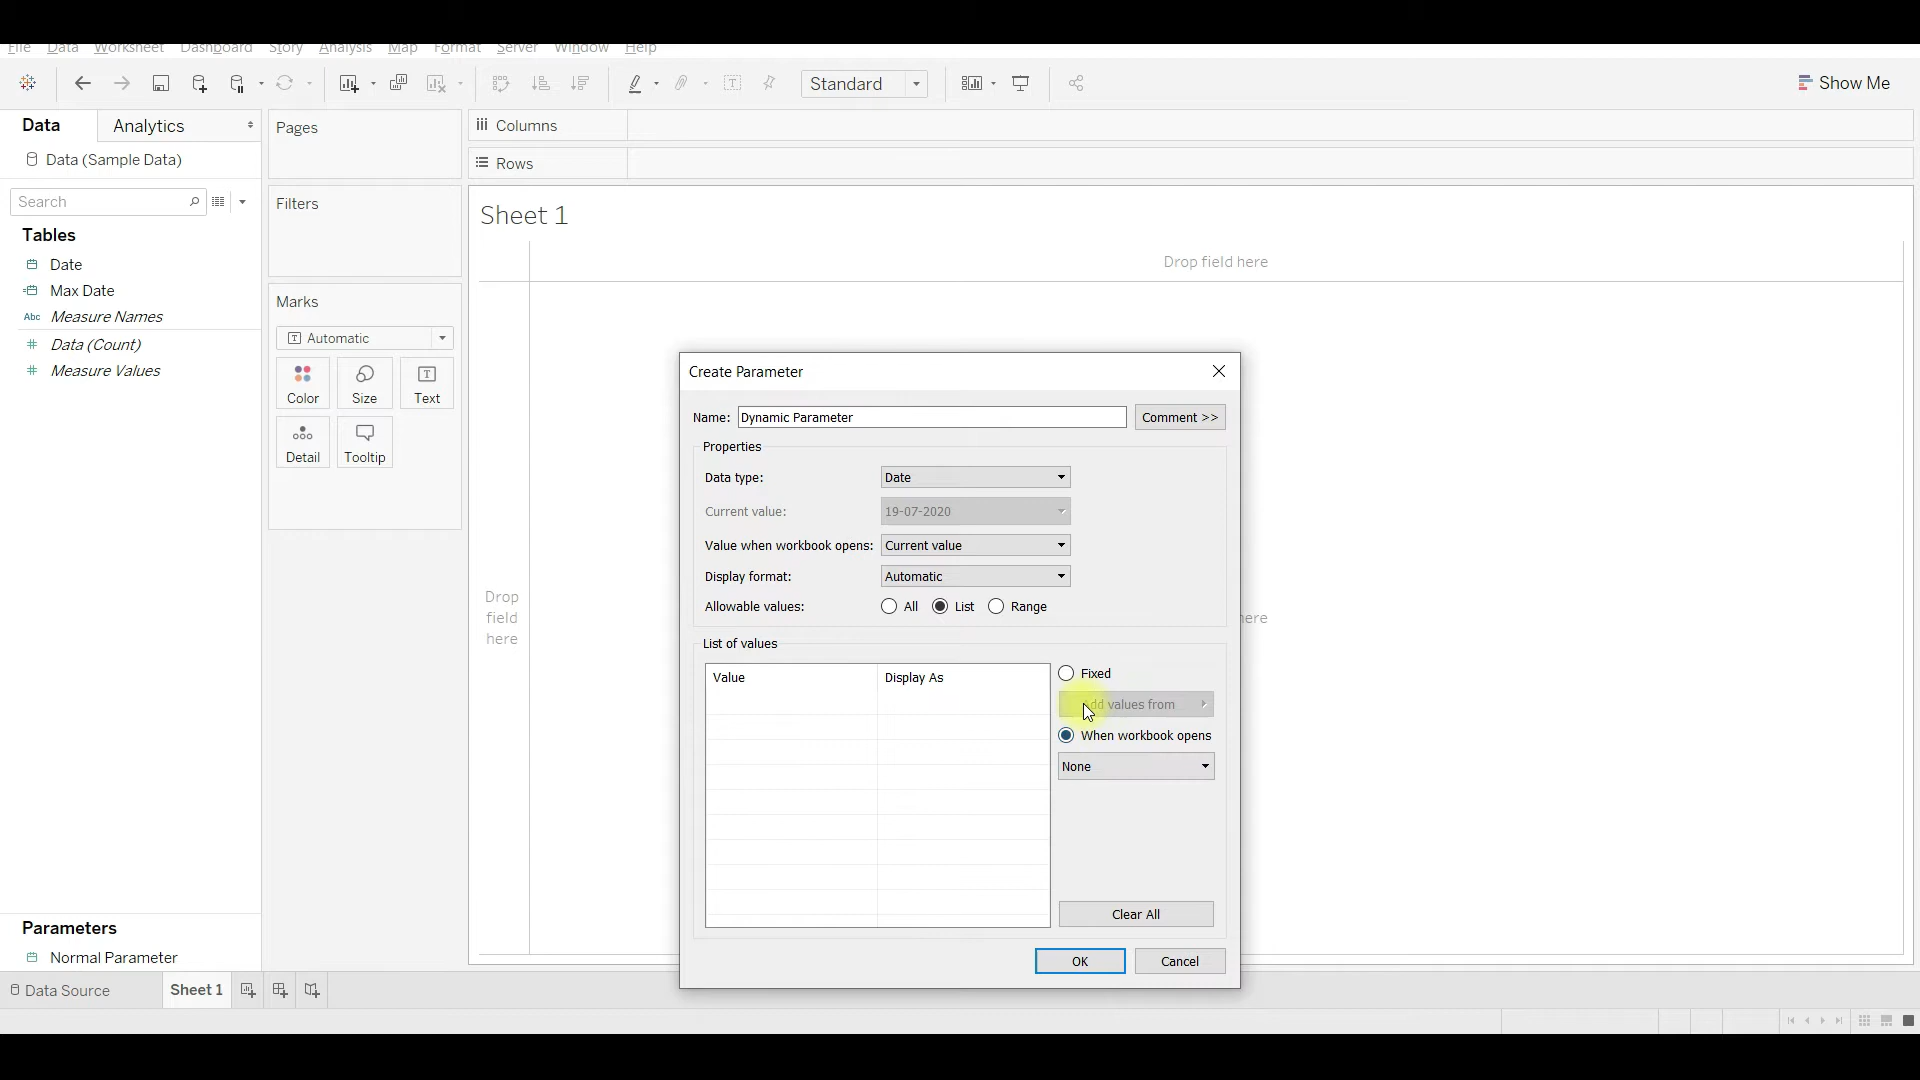 File Data Worksheet Dashboard Story Analysis Map Format Server Window Help
Standard
Show Me
Data Analytics
Data (Sample Data)
Search
Tables
Date
Max Date
Abc Measure Names
Data (Count)
Measure Values
Parameters
Normal Parameter
Pages
Filters
Marks
Automatic
Color Size Text
Detail Tooltip
Columns
Rows
Sheet 1
Drop field here
Drop
field
here
here
Create Parameter
Name: Dynamic Parameter Comment >>
Properties
Data type: Date
Current value: 19-07-2020
Value when workbook opens: Current value
Display format: Automatic
Allowable values: All List Range
List of values
Value Display As
Fixed
Add values from
When workbook opens
None
Clear All
OK Cancel
Data Source Sheet 1